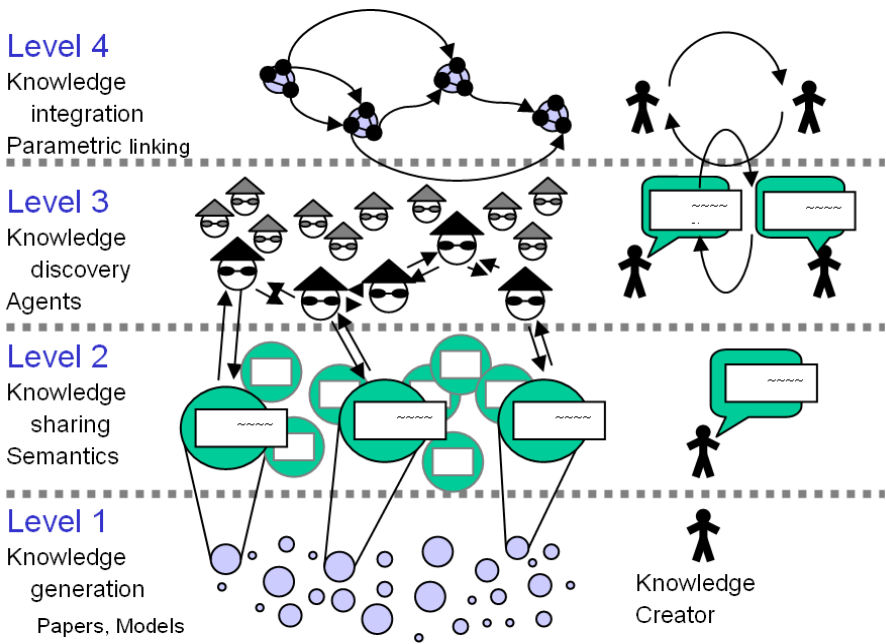 Level 4
Knowledge
integration
Parametric linking
Level 3
Knowledge
discovery
Agents
~~~~
~~~~
Level 2
Knowledge
sharing
Semantics
~~~~
~~~~
~~~~
~~~~
Level 1
Knowledge
generation
Papers, Models
Knowledge
Creator